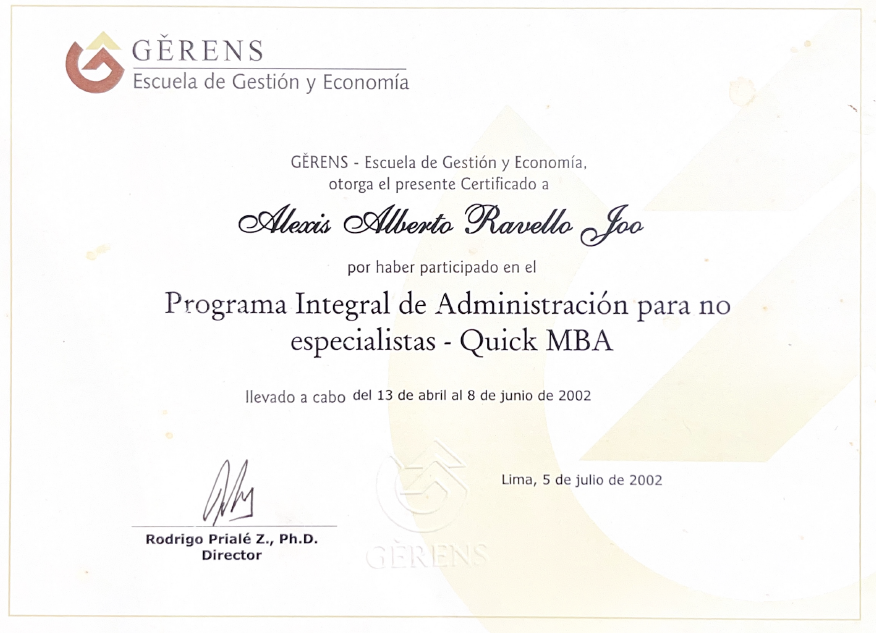 GĚRENS
Escuela de Gestión y Economía
GĚRENS - Escuela de Gestión y Economía,
otorga el presente Certificado a
Alexis Alberto Ravello Joo
por haber participado en el
Programa Integral de Administración para no
especialistas - Quick MBA
llevado a cabo del 13 de abril al 8 de junio de 2002
Lima, 5 de julio de 2002
Rodrigo Prialé Z., Ph.D.
Director
GĚRENS